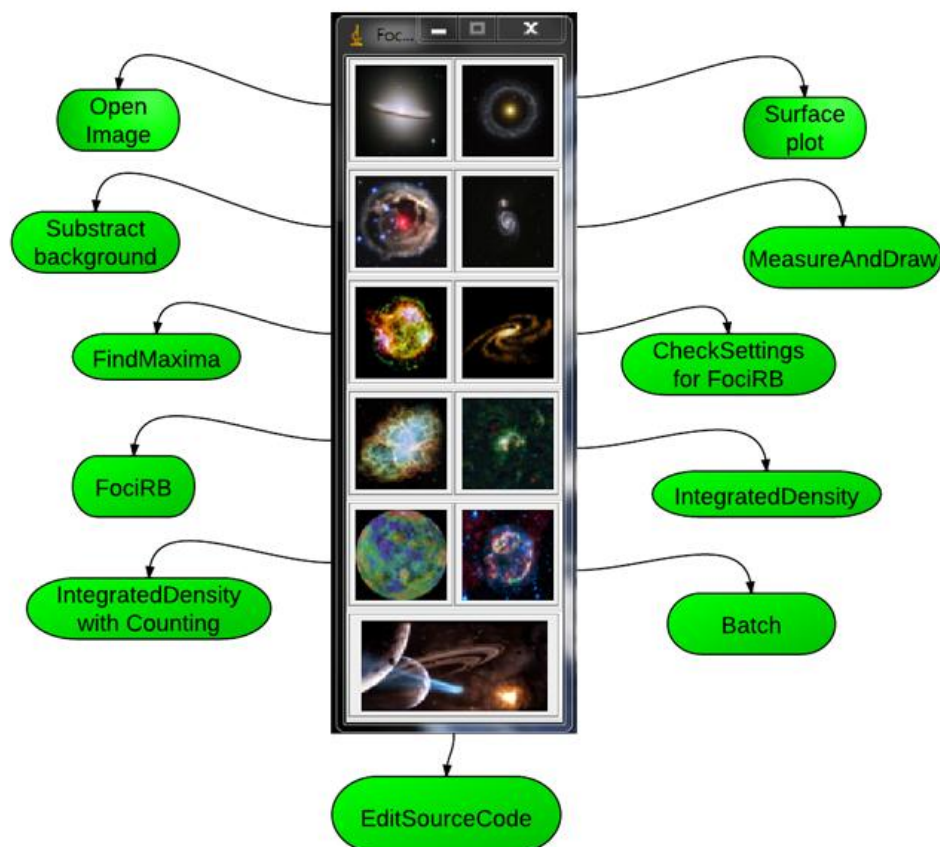 Foc...
Open
Image
Surface
plot
Substract
background
MeasureAndDraw
FindMaxima
CheckSettings
for FociRB
FociRB
IntegratedDensity
IntegratedDensity
with Counting
Batch
EditSourceCode